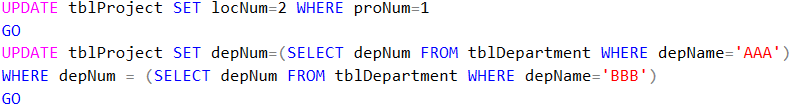 UPDATE tblProject SET locNum=2 WHERE proNum=1
GO
UPDATE tblProject SET depNum=(SELECT depNum FROM tblDepartment WHERE depName='AAA')
WHERE depNum = (SELECT depNum FROM tblDepartment WHERE depName='BBB')
GO